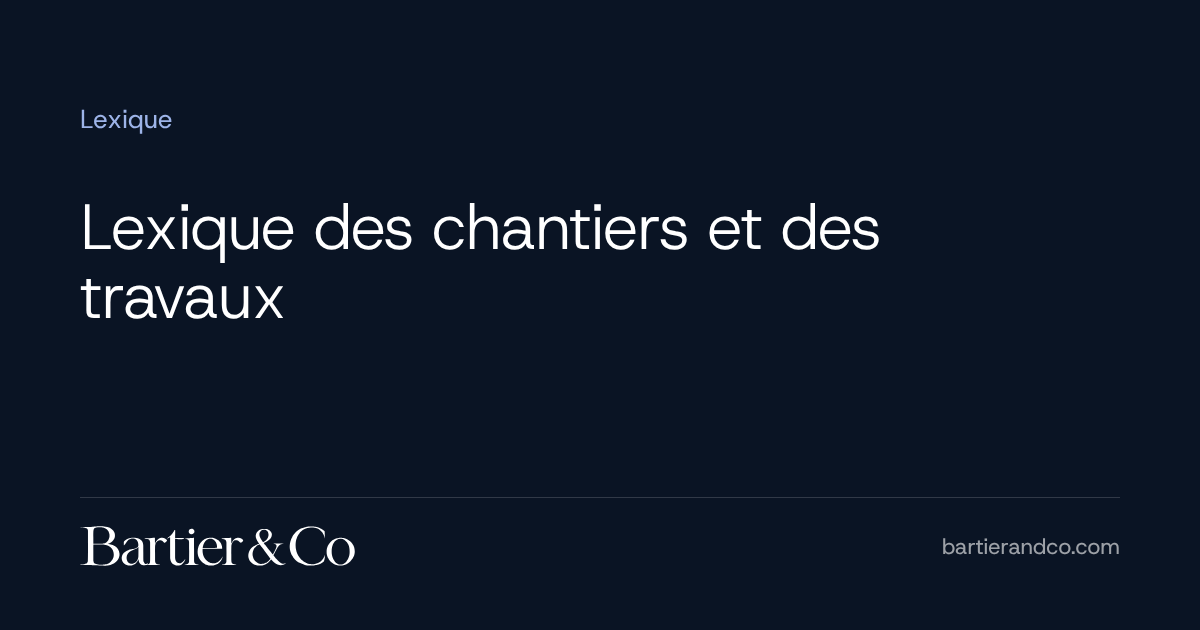 Lexique
Lexique des chantiers et des
travaux
Bartier & Co
bartierandco.com